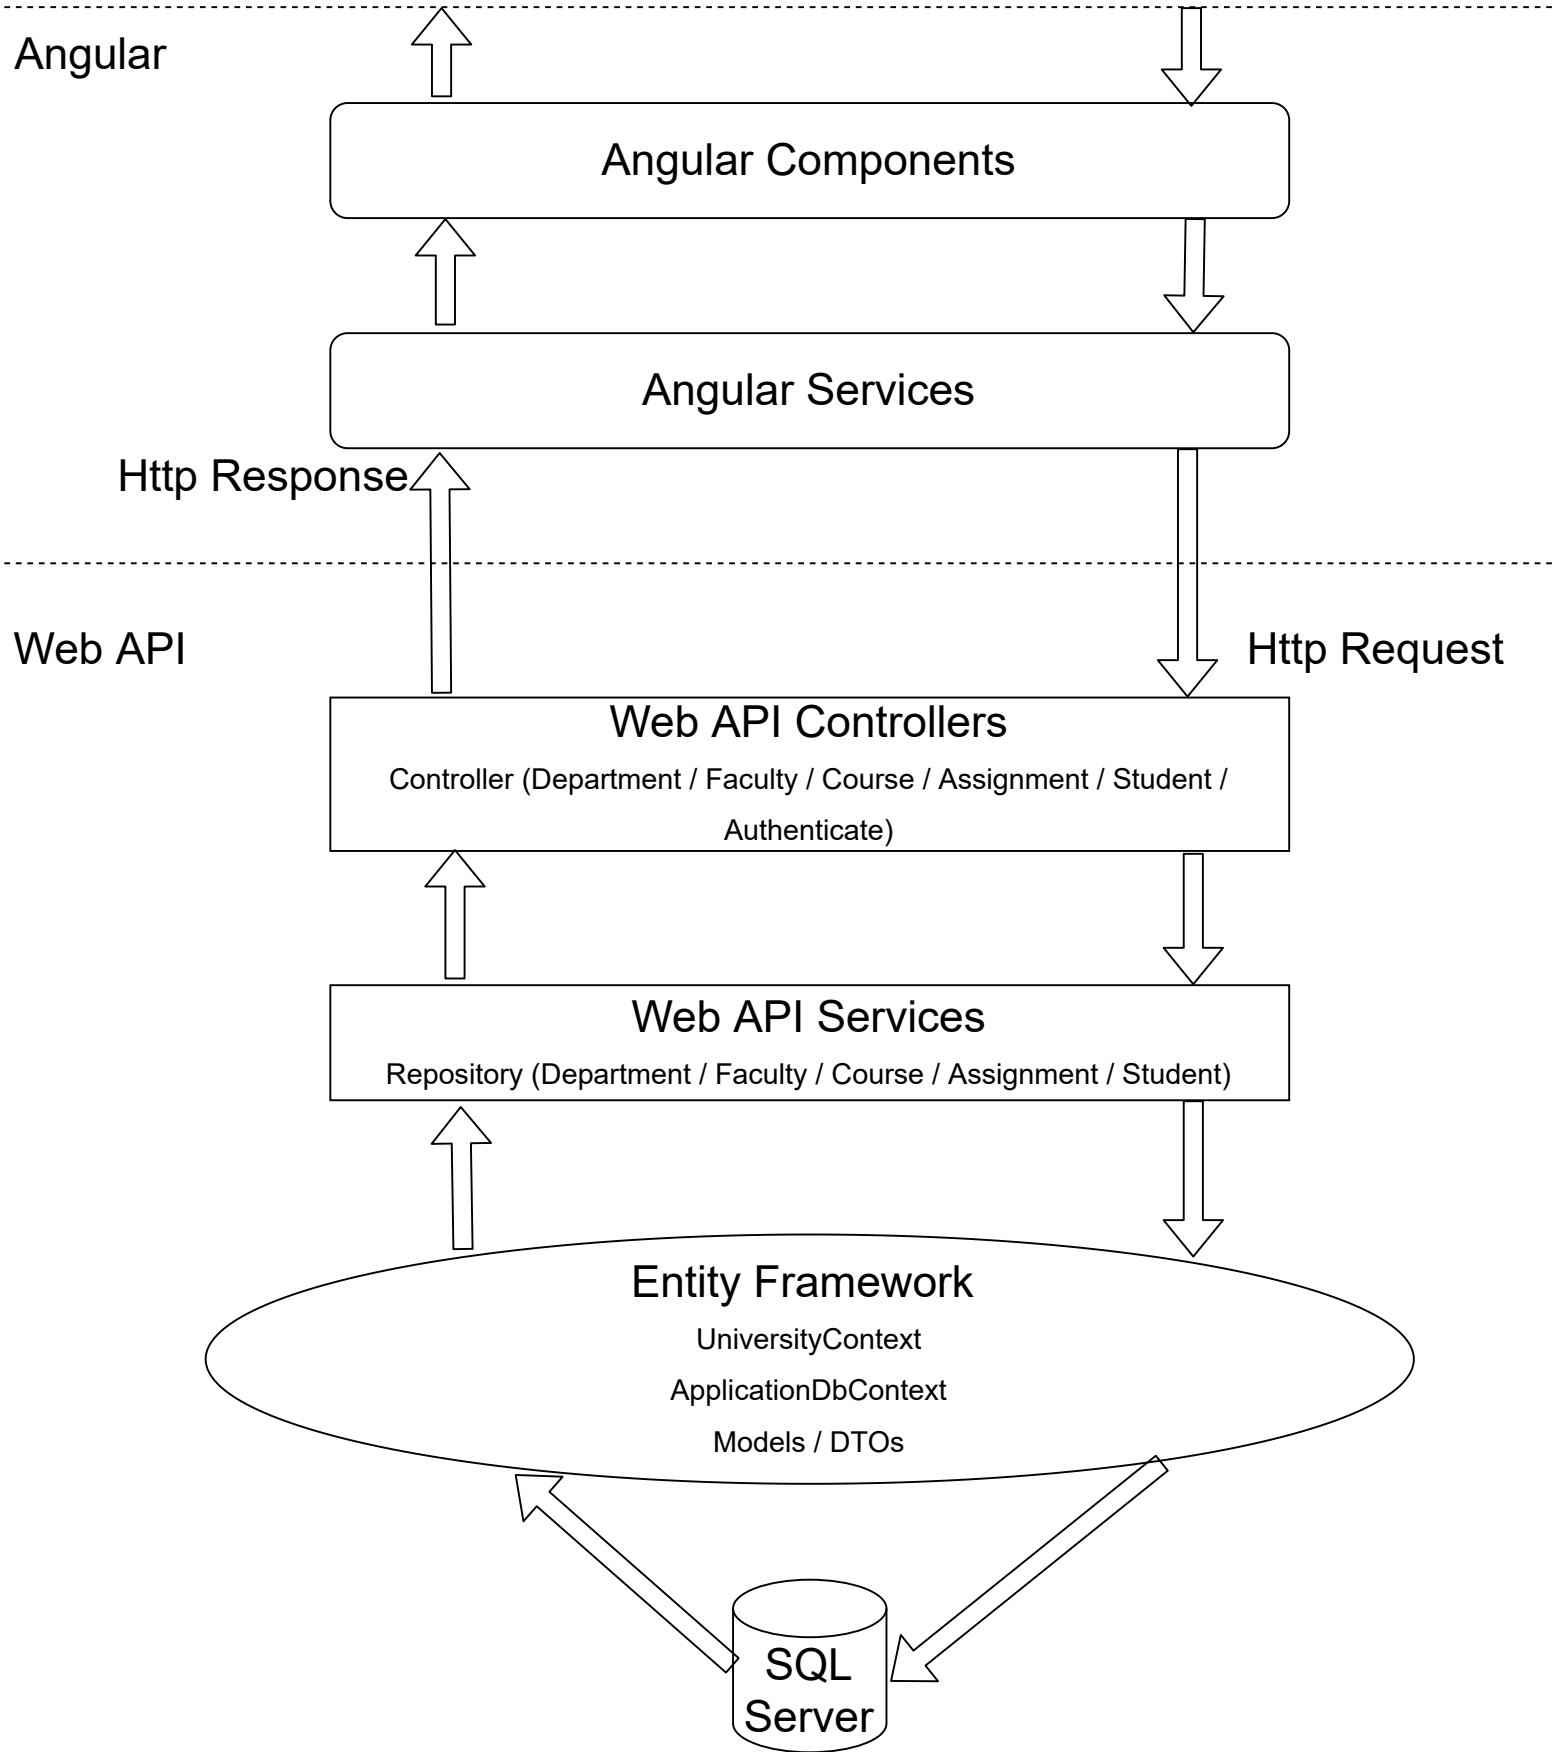 Angular
Angular Components
Angular Services
Http Response
Web API
Http Request
Web API Controllers
Controller (Department / Faculty / Course / Assignment / Student /
Authenticate)
Web API Services
Repository (Department / Faculty / Course / Assignment / Student)
Entity Framework
UniversityContext
ApplicationDbContext
Models / DTOs
SQL
Server